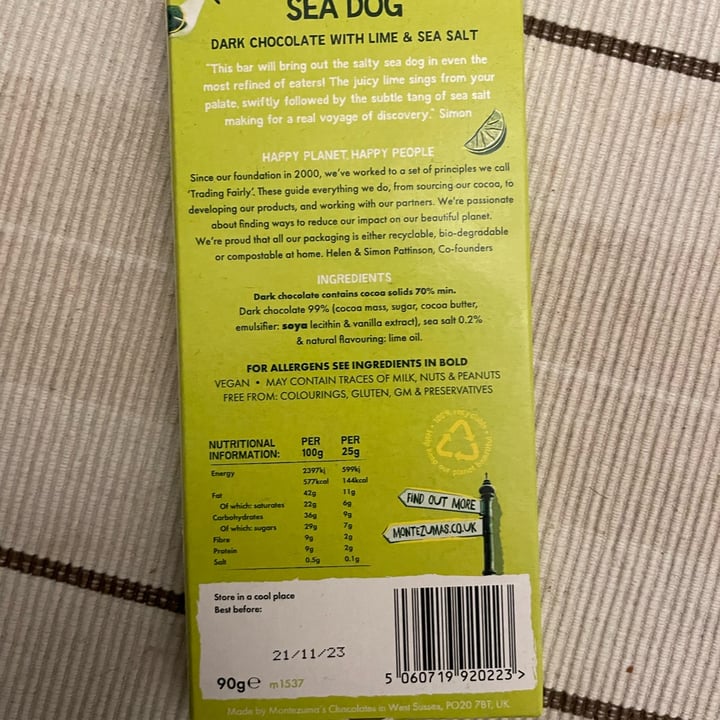 SEA DOG
DARK CHOCOLATE WITH LIME & SEA SALT
"This bar will bring out the salty sea dog in even the
most refined of eaters! The juicy lime sings from your
palate, swiftly followed by the subtle tang of sea salt
making for a real voyage of discovery." Simon
HAPPY PLANET, HAPPY PEOPLE
Since our foundation in 2000, we've worked to a set of principles we call
'Trading Fairly'. These guide everything we do, from sourcing our cocoa, to
developing our products, and working with our partners. We're passionate
about finding ways to reduce our impact on our beautiful planet.
We're proud that all our packaging is either recyclable, bio-degradable
or compostable at home. Helen & Simon Pattinson, Co-founders
INGREDIENTS
Dark chocolate contains cocoa solids 70% min.
Dark chocolate 99% (cocoa mass, sugar, cocoa butter,
emulsifier: soya lecithin & vanilla extract), sea salt 0.2%
& natural flavouring: lime oil.
FOR ALLERGENS SEE INGREDIENTS IN BOLD
VEGAN • MAY CONTAIN TRACES OF MILK, NUTS & PEANUTS
FREE FROM: COLOURINGS, GLUTEN, GM & PRESERVATIVES
100% recyclable
NUTRITIONAL INFORMATION: PER 100g PER 25g
Energy 2397kj 599kj
577kcal 144kcal
Fat 42g 11g
Of which: saturates 22g 6g
Carbohydrates 36g 9g
Of which: sugars 29g 7g
Fibre 9g 2g
Protein 9g 2g
Salt 0.5g 0.1g
FIND OUT MORE
MONTEZUMAS.CO.UK
Store in a cool place
Best before:
21/11/23
90g℮ m1537
5 060719 920223 >
Made by Montezuma's Chocolates in West Sussex, PO20 7BT, UK